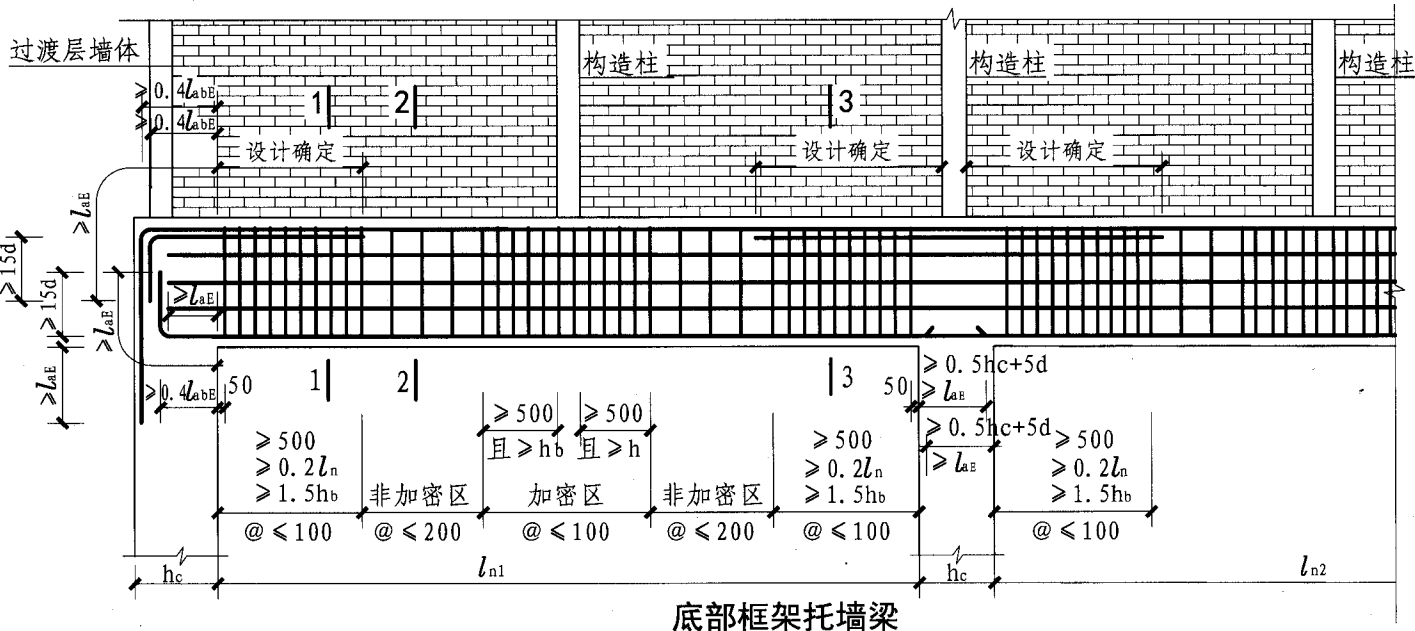 过渡层墙体
构造柱
构造柱
构造柱
≥0.4labE
≥0.4labE
1
2
3
设计确定
设计确定
设计确定
≥laE
≥15d
≥15d
≥laE
≥laE
≥laE
≥0.4labE
50
1
2
3
50
≥0.5hc+5d
≥laE
≥0.5hc+5d
≥laE
≥500
≥0.2ln
≥1.5hb
≥500
且≥hb
≥500
且≥h
≥500
≥0.2ln
≥1.5hb
≥500
≥0.2ln
≥1.5hb
非加密区
加密区
非加密区
@≤100
@≤200
@≤100
@≤200
@≤100
@≤100
hc
ln1
hc
ln2
底部框架托墙梁